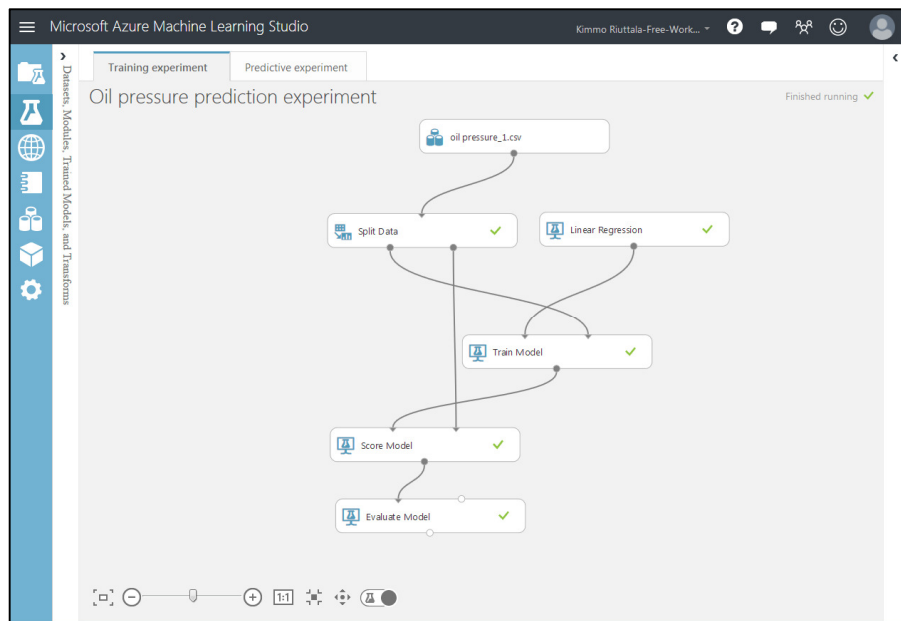 Microsoft Azure Machine Learning Studio
Kimmo Riuttala-Free-Work...
Training experiment
Predictive experiment
Oil pressure prediction experiment
Finished running
Datasets, Modules, Trained Models, and Transforms
oil pressure_1.csv
Split Data
Linear Regression
Train Model
Score Model
Evaluate Model
1:1